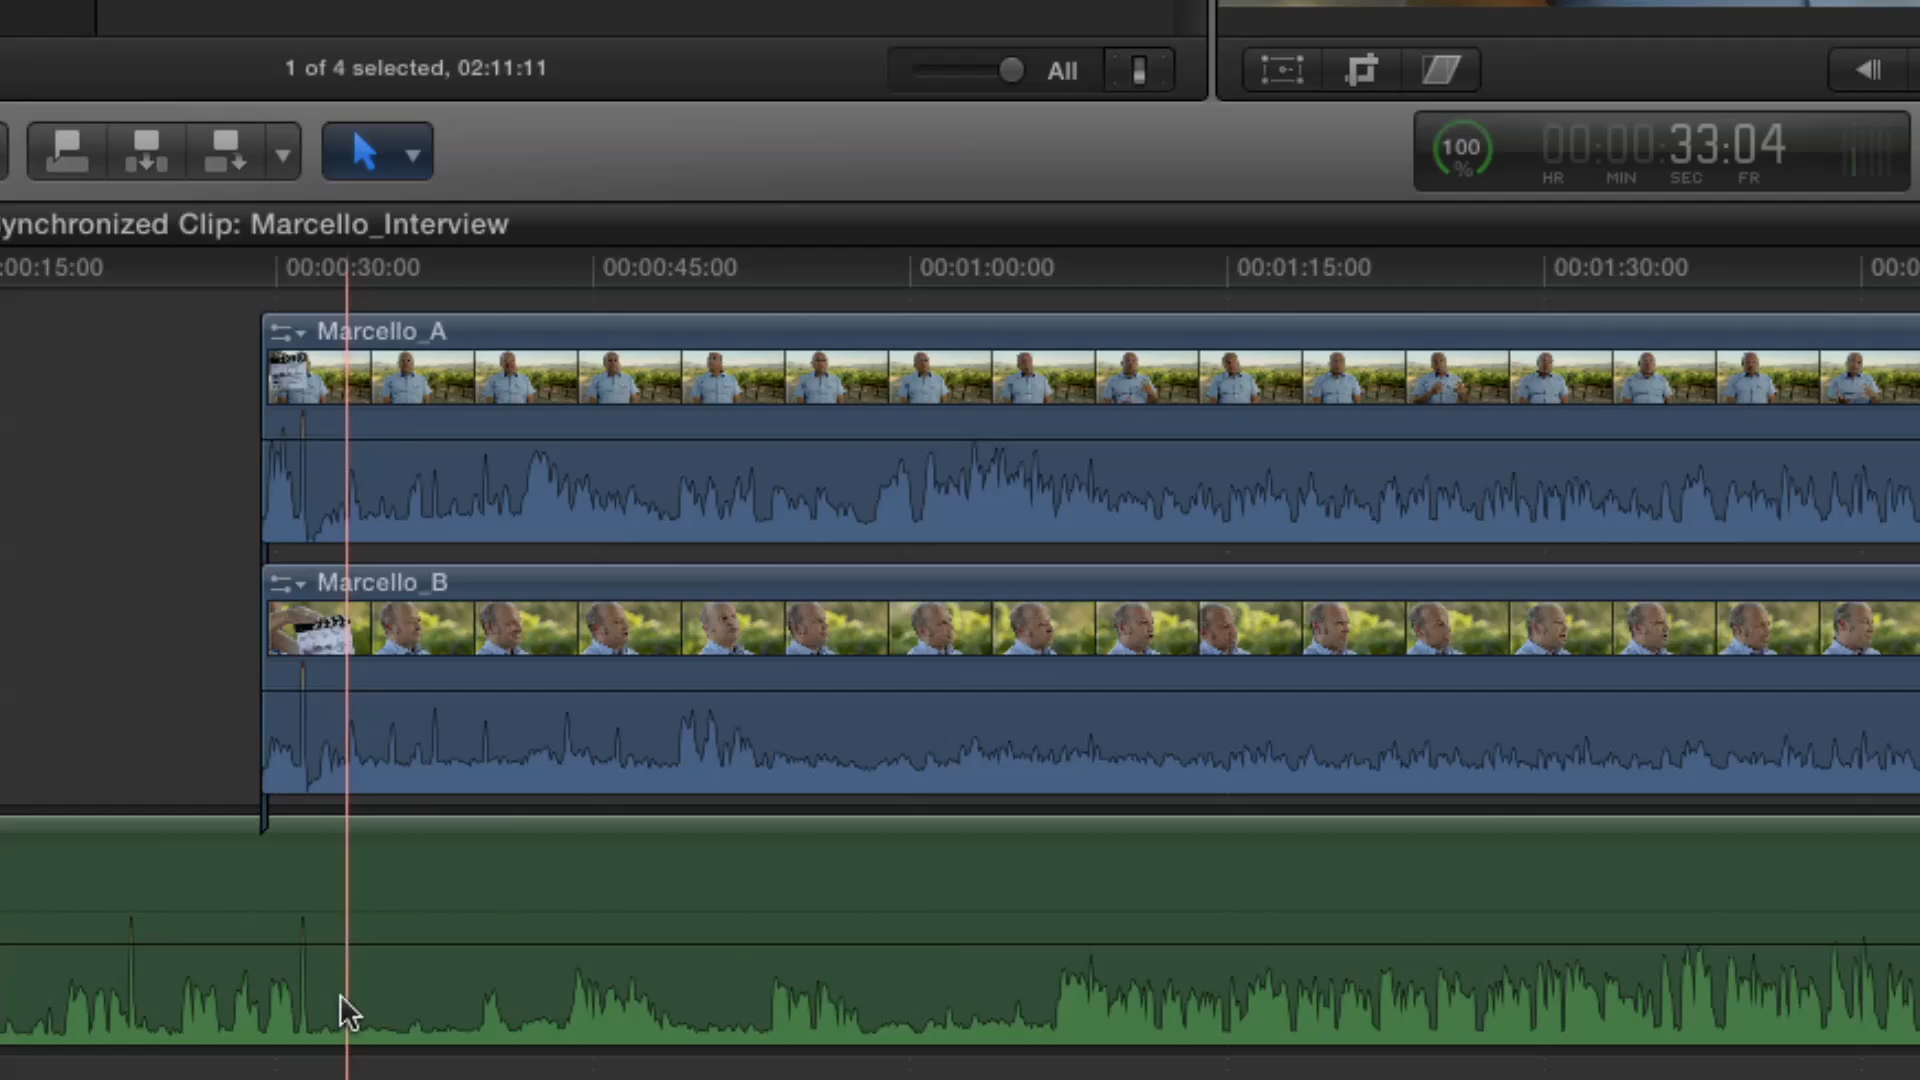 1 of 4 selected, 02:11:11
All
100
%
00:00:33:04
HR MIN SEC FR
ynchronized Clip: Marcello_Interview
:00:15:00 00:00:30:00 00:00:45:00 00:01:00:00 00:01:15:00 00:01:30:00 00:0
Marcello_A
Marcello_B